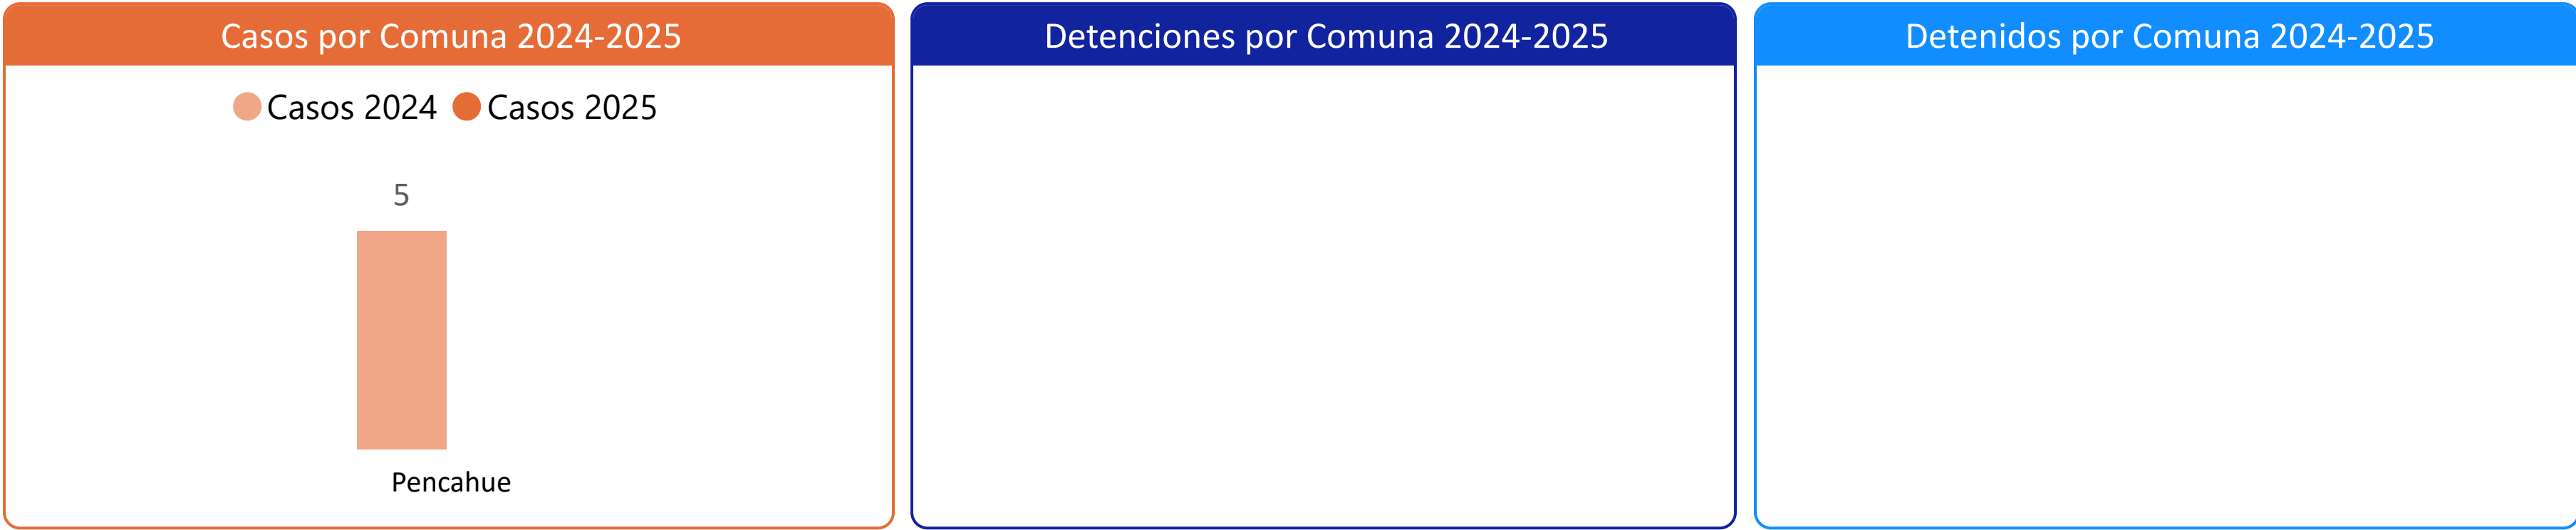 Casos por Comuna 2024-2025
Casos 2024 Casos 2025
5
Pencahue
Detenciones por Comuna 2024-2025
Detenidos por Comuna 2024-2025